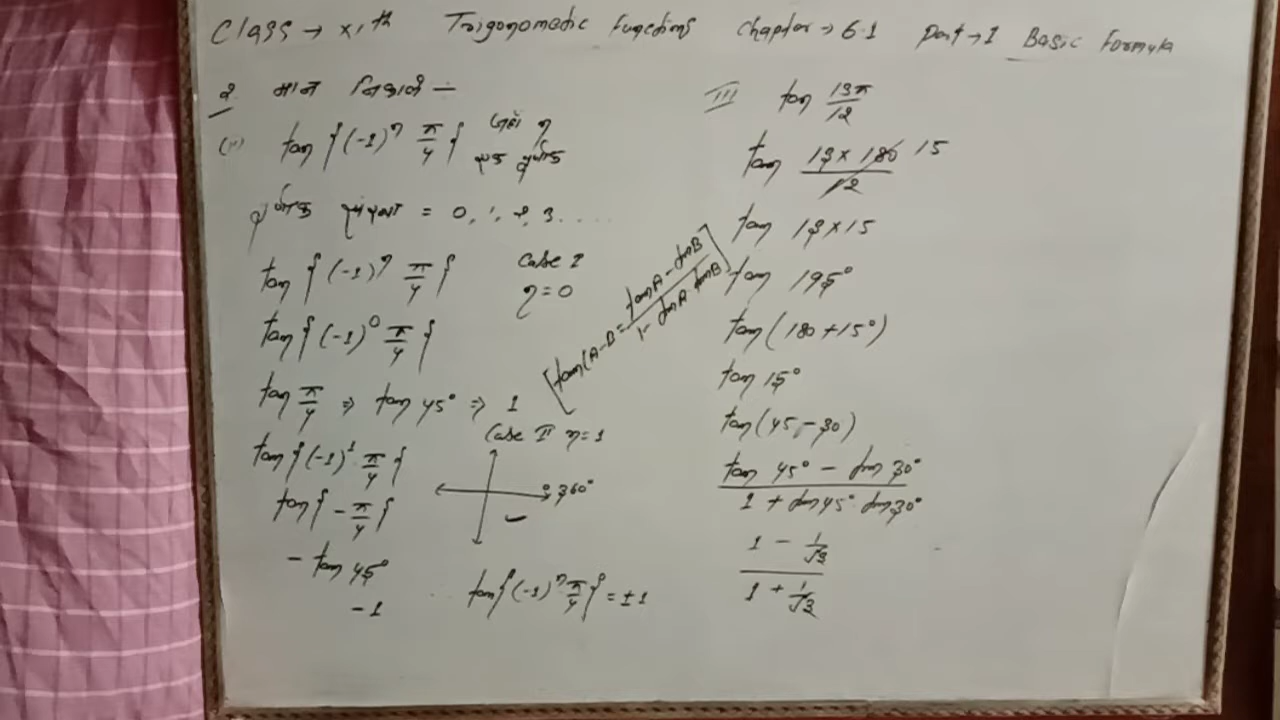 Class → XIth Trigonometric Functions Chapter → 6.1 Part → I Basic Formula
2. मान निकालें —
(ii) tan {(-1)^n π/4} जहाँ n
एक पूर्णांक
पूर्णांक संख्या = 0, 1, 2, 3 .....
tan {(-1)^n π/4} Case I
n = 0
tan {(-1)^0 π/4}
tan π/4 ⇒ tan 45° ⇒ 1
Case II n = 1
tan {(-1)^1 π/4}
tan {-π/4}
0° 360°
- tan 45°
-1
tan {(-1)^n π/4} = ±1
[tan(A-B = (tanA - tanB)/(1 - tanA tanB)]
III tan 13π/12
tan (13 × 180)/12 15
tan 13×15
tan 195°
tan (180 + 15°)
tan 15°
tan (45 - 30)
(tan 45° - tan 30°)/(1 + tan 45° tan 30°)
(1 - 1/√3)/(1 + 1/√3)